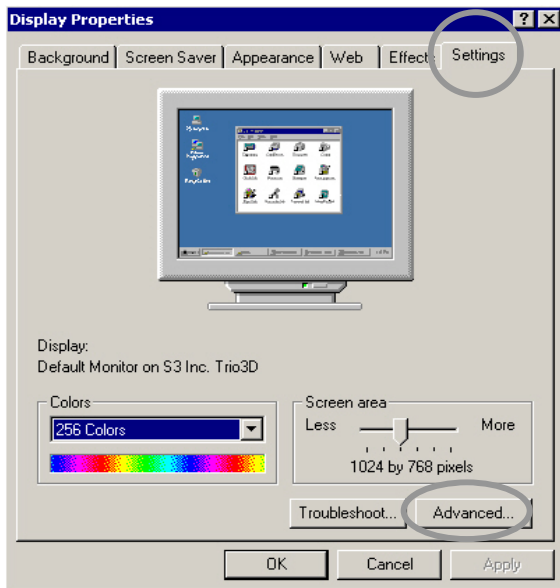 Display Properties
Background Screen Saver Appearance Web Effects Settings
Display:
Default Monitor on S3 Inc. Trio3D
Colors Screen area
256 Colors Less More
1024 by 768 pixels
Troubleshoot... Advanced...
OK Cancel Apply